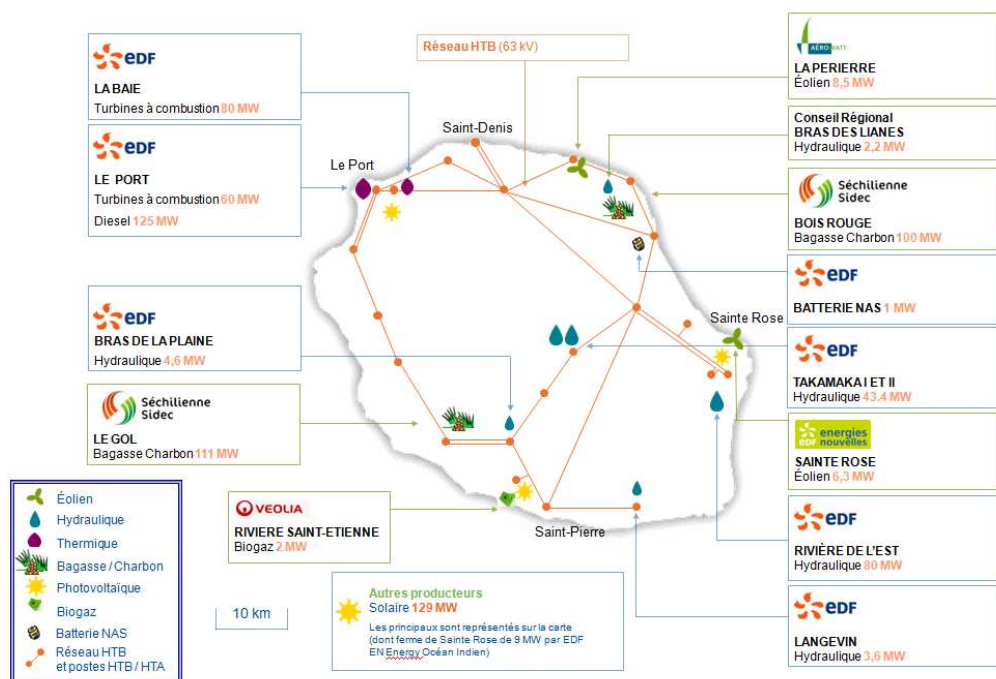 eDF
LA BAIE
Turbines à combustion 80 MW
eDF
LE PORT
Turbines à combustion 60 MW
Diesel 125 MW
eDF
BRAS DE LA PLAINE
Hydraulique 4,6 MW
Séchilienne
Sidec
LE GOL
Bagasse Charbon 111 MW
Éolien
Hydraulique
Thermique
Bagasse / Charbon
Photovoltaïque
Biogaz
Batterie NAS
Réseau HTB
et postes HTB / HTA
VEOLIA
RIVIERE SAINT-ETIENNE
Biogaz 2 MW
10 km
Réseau HTB (63 kV)
Saint-Denis
Le Port
Sainte Rose
Saint-Pierre
Autres producteurs
Solaire 129 MW
Les principaux sont représentés sur la carte
(dont ferme de Sainte Rose de 9 MW par EDF
EN Energy Océan Indien)
AÉROWATT
LA PERIERRE
Éolien 8,5 MW
Conseil Régional
BRAS DES LIANES
Hydraulique 2,2 MW
Séchilienne
Sidec
BOIS ROUGE
Bagasse Charbon 100 MW
eDF
BATTERIE NAS 1 MW
eDF
TAKAMAKA I ET II
Hydraulique 43.4 MW
edf energies
nouvelles
SAINTE ROSE
Éolien 6,3 MW
eDF
RIVIÈRE DE L'EST
Hydraulique 80 MW
eDF
LANGEVIN
Hydraulique 3,6 MW